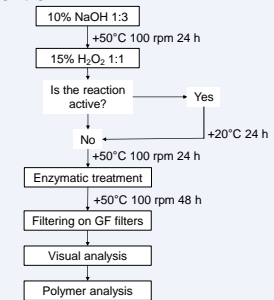 10% NaOH 1:3
+50°C 100 rpm 24 h
15% H₂O₂ 1:1
Is the reaction
active?
Yes
+20°C 24 h
No
+50°C 100 rpm 24 h
Enzymatic treatment
+50°C 100 rpm 48 h
Filtering on GF filters
Visual analysis
Polymer analysis